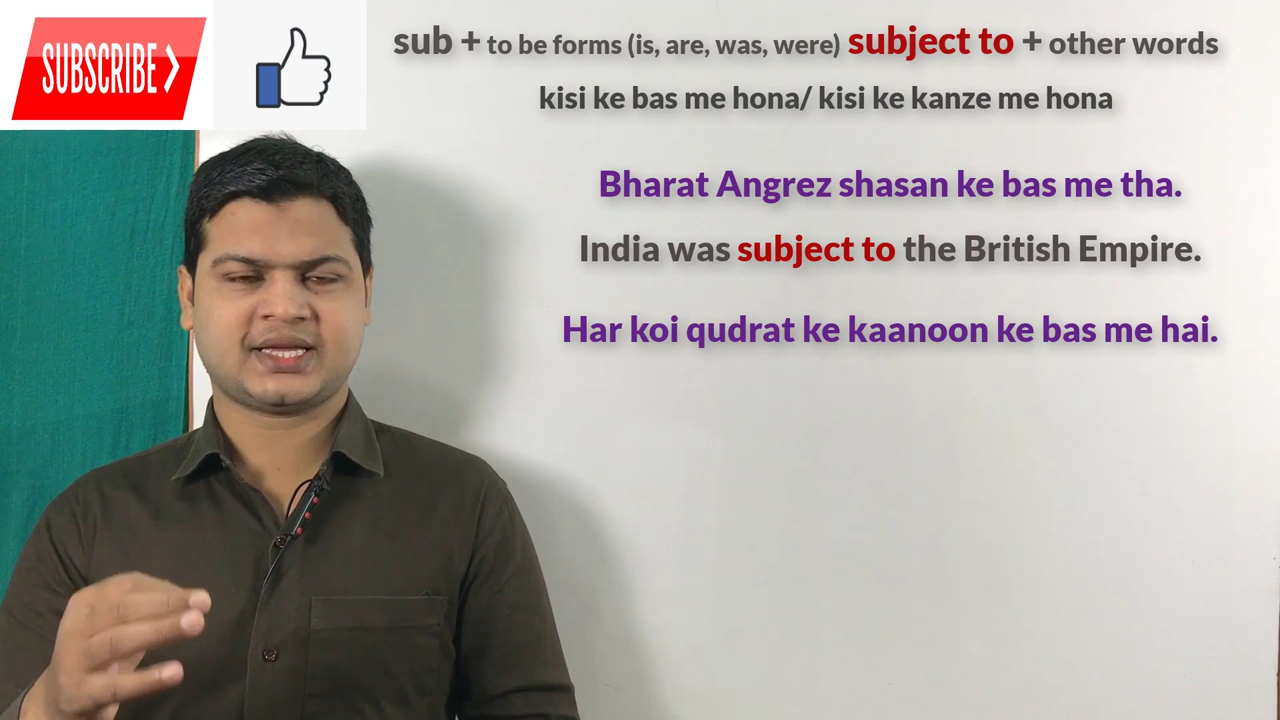 SUBSCRIBE
sub + to be forms (is, are, was, were) subject to + other words
kisi ke bas me hona/ kisi ke kanze me hona
Bharat Angrez shasan ke bas me tha.
India was subject to the British Empire.
Har koi qudrat ke kaanoon ke bas me hai.